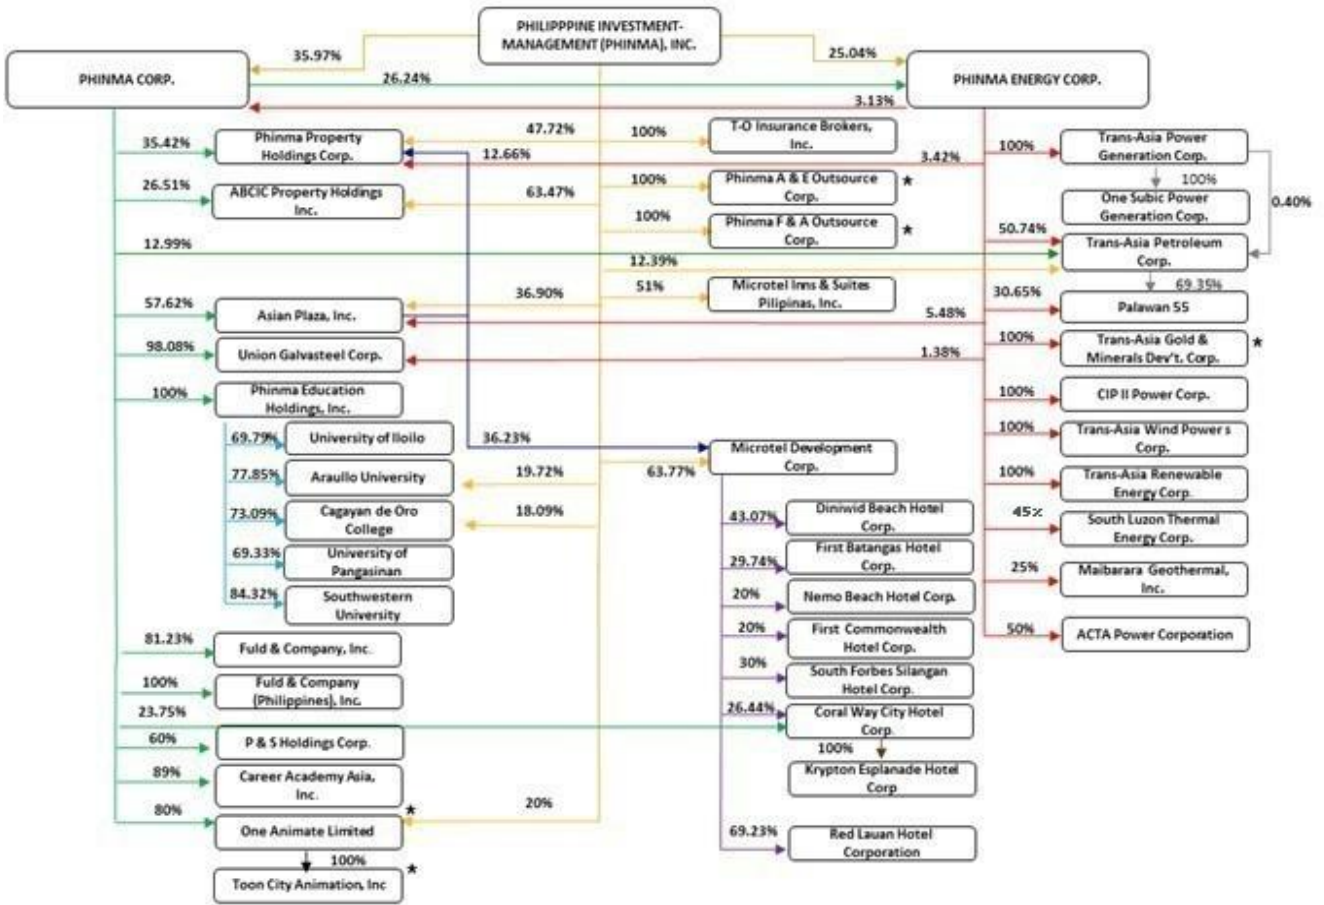 PHILIPPPINE INVESTMENT-
MANAGEMENT (PHINMA), INC.
35.97%
25.04%
PHINMA CORP.
26.24%
PHINMA ENERGY CORP.
3.13%
35.42%
Phinma Property
Holdings Corp.
47.72%
12.66%
100%
T-O Insurance Brokers,
Inc.
3.42%
100%
Trans-Asia Power
Generation Corp.
26.51%
ABCIC Property Holdings
Inc.
63.47%
100%
Phinma A & E Outsource
Corp.
*
100%
0.40%
One Subic Power
Generation Corp.
100%
Phinma F & A Outsource
Corp.
*
50.74%
12.99%
Trans-Asia Petroleum
Corp.
12.39%
69.35%
57.62%
Asian Plaza, Inc.
36.90%
51%
Microtel Inns & Suites
Pilipinas, Inc.
30.65%
Palawan 55
5.48%
98.08%
Union Galvasteel Corp.
1.38%
100%
Trans-Asia Gold &
Minerals Dev't. Corp.
*
100%
Phinma Education
Holdings, Inc.
100%
CIP II Power Corp.
69.79%
University of Iloilo
36.23%
100%
Trans-Asia Wind Power s
Corp.
77.85%
Araullo University
19.72%
63.77%
Microtel Development
Corp.
100%
Trans-Asia Renewable
Energy Corp.
73.09%
Cagayan de Oro
College
18.09%
43.07%
Diniwid Beach Hotel
Corp.
45%
South Luzon Thermal
Energy Corp.
69.33%
University of
Pangasinan
29.74%
First Batangas Hotel
Corp.
25%
Maibarara Geothermal,
Inc.
84.32%
Southwestern
University
20%
Nemo Beach Hotel Corp.
81.23%
Fuld & Company, Inc.
20%
First Commonwealth
Hotel Corp.
50%
ACTA Power Corporation
100%
Fuld & Company
(Philippines), Inc.
30%
South Forbes Silangan
Hotel Corp.
23.75%
26.44%
Coral Way City Hotel
Corp.
60%
P & S Holdings Corp.
100%
89%
Career Academy Asia,
Inc.
Krypton Esplanade Hotel
Corp
80%
One Animate Limited
*
20%
69.23%
Red Lauan Hotel
Corporation
100%
Toon City Animation, Inc
*